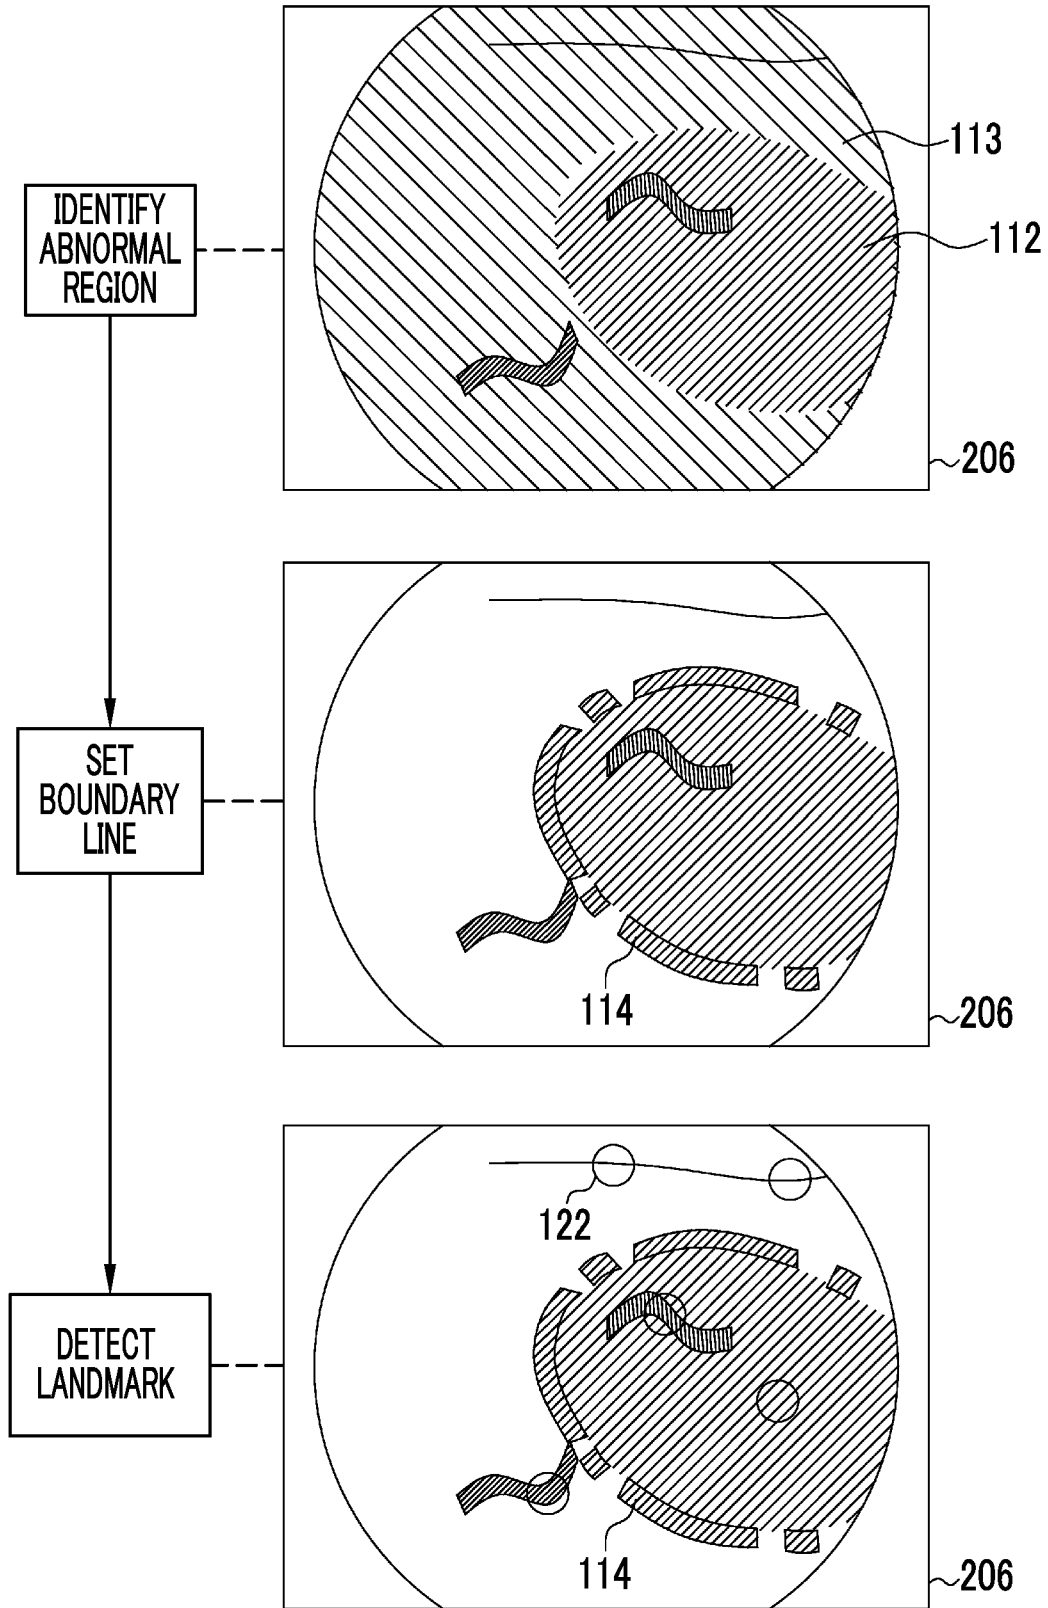 113
IDENTIFY
ABNORMAL
REGION
112
206
SET
BOUNDARY
LINE
114
206
122
DETECT
LANDMARK
114
206